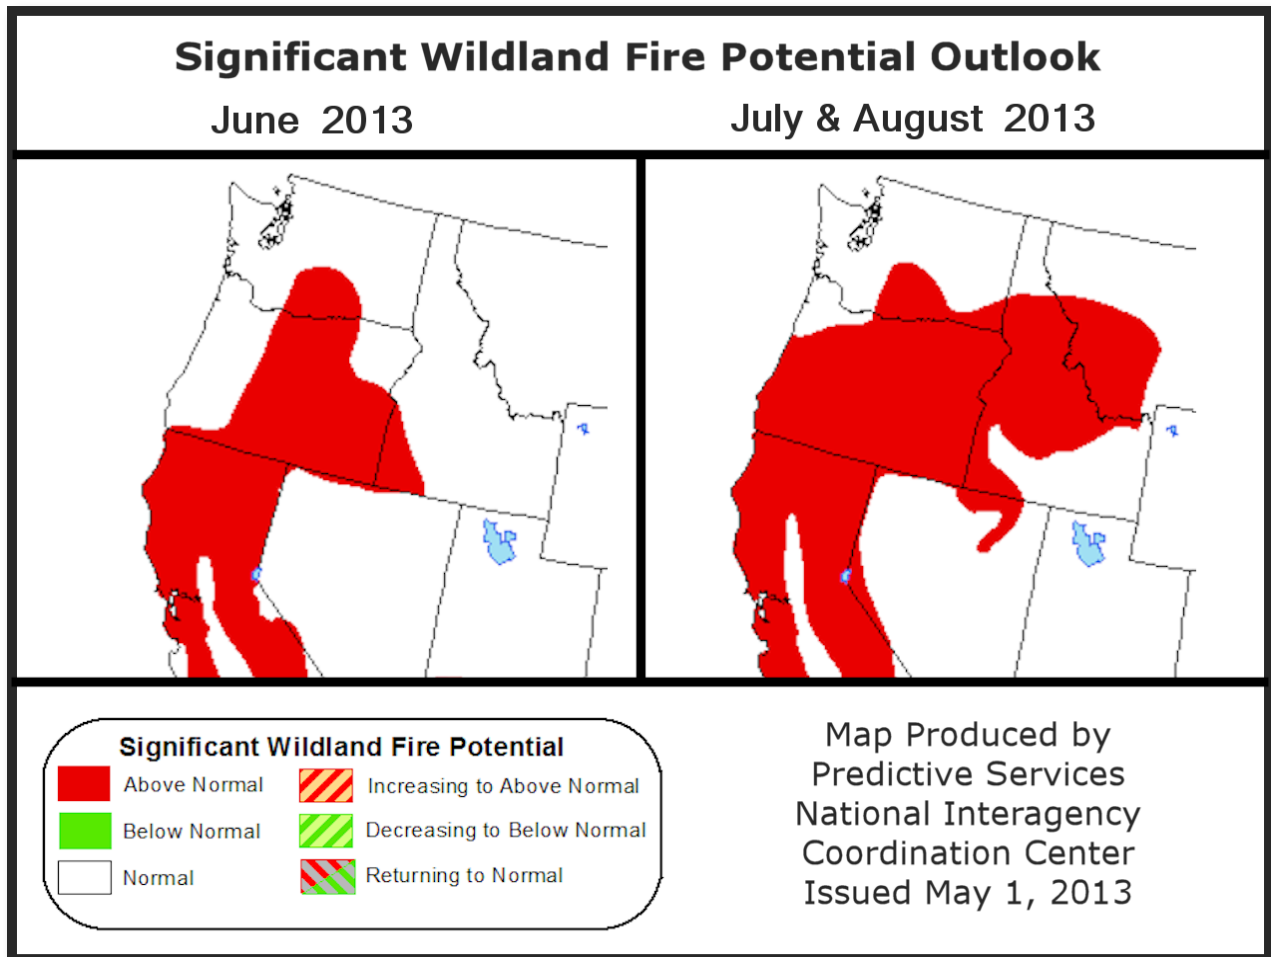 Significant Wildland Fire Potential Outlook
June 2013
July & August 2013
Significant Wildland Fire Potential
Above Normal
Increasing to Above Normal
Below Normal
Decreasing to Below Normal
Normal
Returning to Normal
Map Produced by
Predictive Services
National Interagency
Coordination Center
Issued May 1, 2013